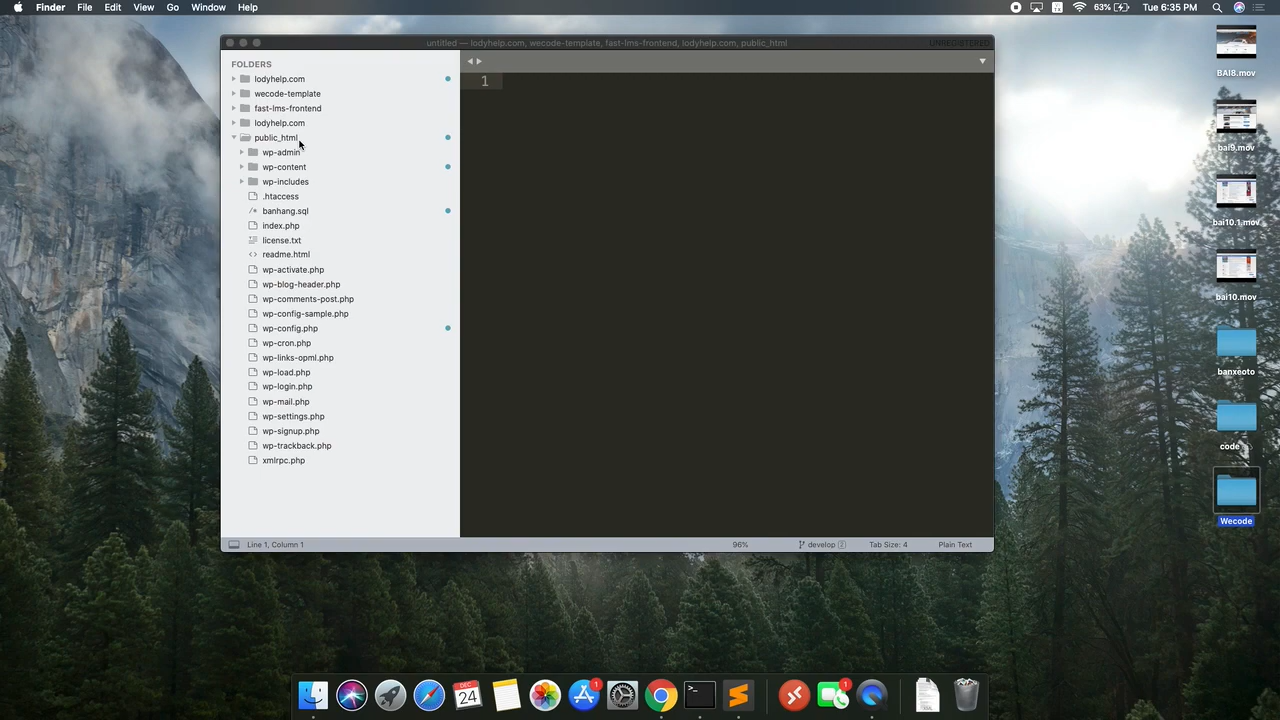 Finder File Edit View Go Window Help 63% Tue 6:35 PM
untitled — lodyhelp.com, wecode-template, fast-lms-frontend, lodyhelp.com, public_html UNREGISTERED
FOLDERS
lodyhelp.com
wecode-template
fast-lms-frontend
lodyhelp.com
public_html
wp-admin
wp-content
wp-includes
.htaccess
banhang.sql
index.php
license.txt
readme.html
wp-activate.php
wp-blog-header.php
wp-comments-post.php
wp-config-sample.php
wp-config.php
wp-cron.php
wp-links-opml.php
wp-load.php
wp-login.php
wp-mail.php
wp-settings.php
wp-signup.php
wp-trackback.php
xmlrpc.php
1
Line 1, Column 1 96% develop 2 Tab Size: 4 Plain Text
BAI8.mov
bai9.mov
bai10.1.mov
bai10.mov
banxeoto
code
Wecode
DEC
24
1
1